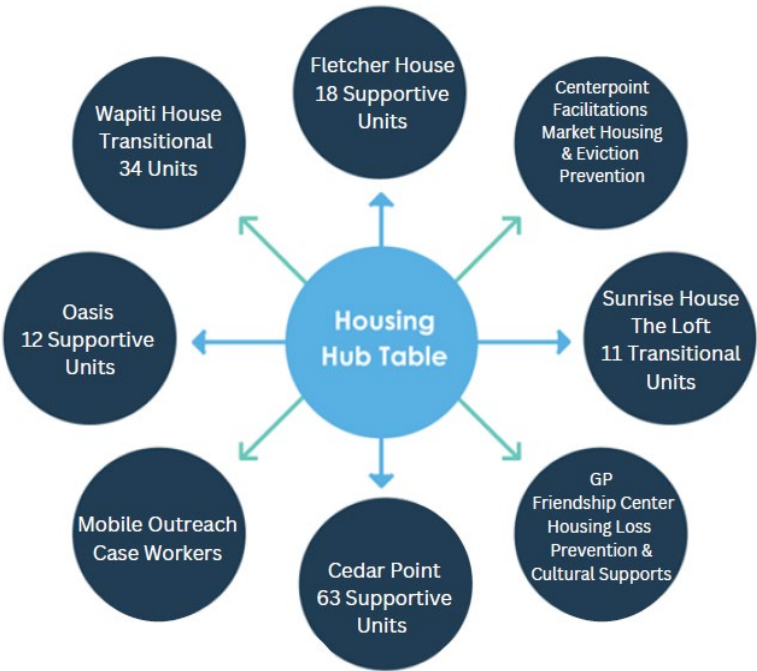 Fletcher House
18 Supportive
Units
Centerpoint
Facilitations
Market Housing
& Eviction
Prevention
Wapiti House
Transitional
34 Units
Housing
Hub Table
Sunrise House
The Loft
11 Transitional
Units
Oasis
12 Supportive
Units
GP
Friendship Center
Housing Loss
Prevention &
Cultural Supports
Mobile Outreach
Case Workers
Cedar Point
63 Supportive
Units